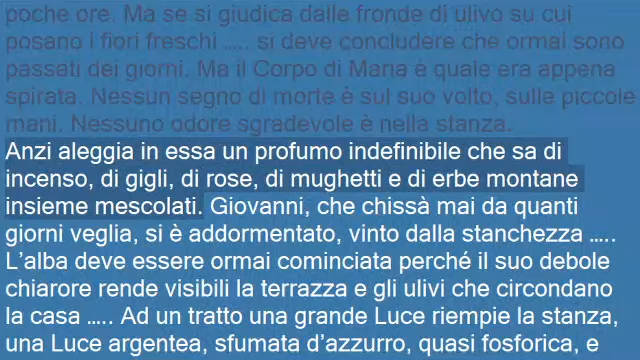 poche ore. Ma se si giudica dalle fronde di ulivo su cui
posano i fiori freschi ….. si deve concludere che ormai sono
passati dei giorni. Ma il Corpo di Maria è quale era appena
spirata. Nessun segno di morte è sul suo volto, sulle piccole
mani. Nessuno odore sgradevole è nella stanza.
Anzi aleggia in essa un profumo indefinibile che sa di
incenso, di gigli, di rose, di mughetti e di erbe montane
insieme mescolati. Giovanni, che chissà mai da quanti
giorni veglia, si è addormentato, vinto dalla stanchezza …..
L’alba deve essere ormai cominciata perché il suo debole
chiarore rende visibili la terrazza e gli ulivi che circondano
la casa ….. Ad un tratto una grande Luce riempie la stanza,
una Luce argentea, sfumata d’azzurro, quasi fosforica, e